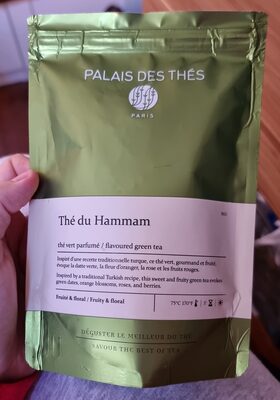 PALAIS DES THÉS
PARIS
Thé du Hammam
thé vert parfumé / flavoured green tea
Inspiré d'une recette traditionnelle turque, ce thé vert, gourmand et fruité,
évoque la datte verte, la fleur d'oranger, la rose et les fruits rouges.
Inspired by a traditional Turkish recipe, this sweet and fruity green tea evokes
green dates, orange blossoms, roses, and berries.
Fruité & floral / Fruity & floral
75°C 170°F
DÉGUSTER LE MEILLEUR DU THÉ
SAVOUR THE BEST OF TEA